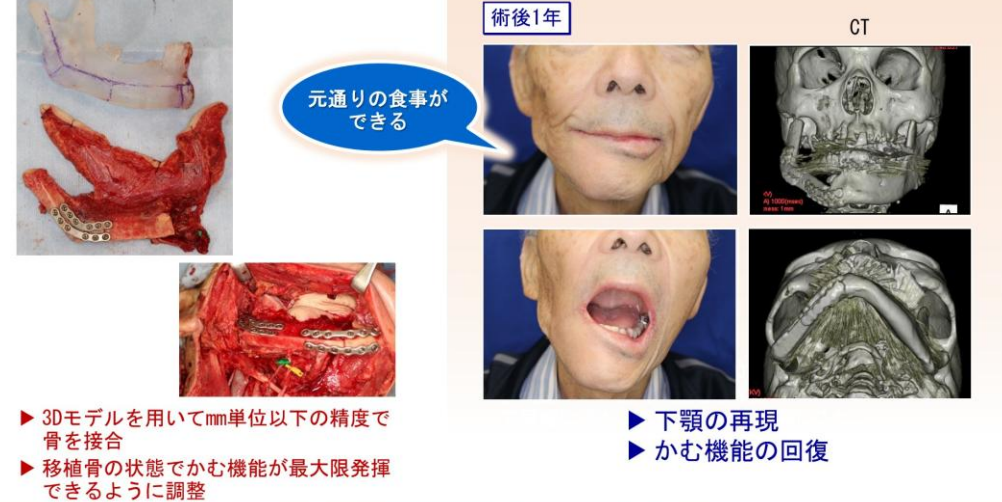 元通りの食事が
できる
▶ 3Dモデルを用いてmm単位以下の精度で
骨を接合
▶ 移植骨の状態でかむ機能が最大限発揮
できるように調整
術後1年
CT
▶ 下顎の再現
▶ かむ機能の回復